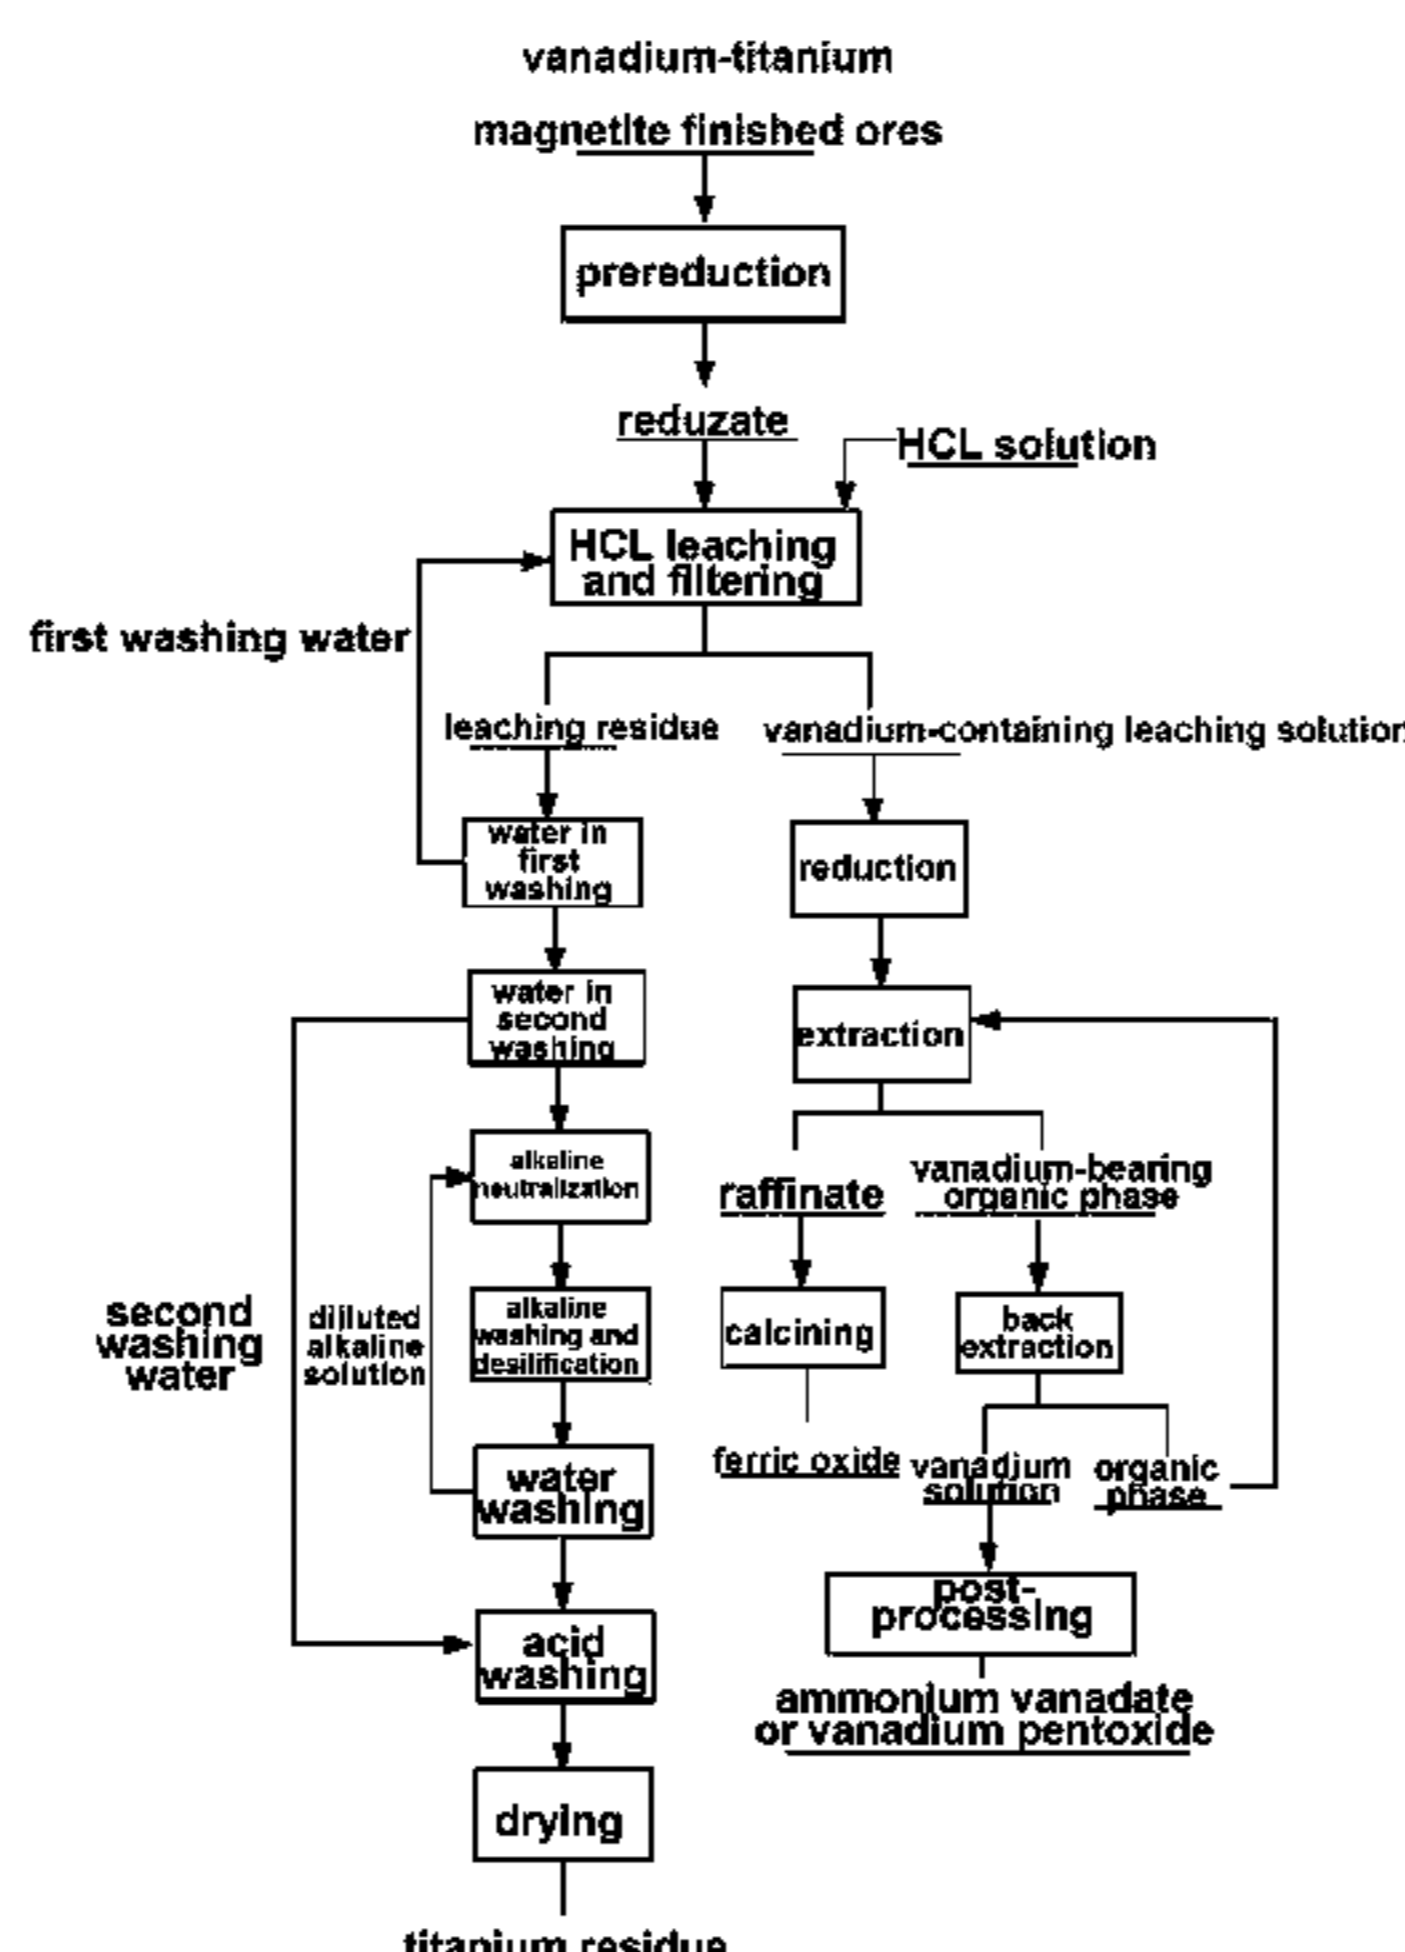 vanadium-titanium
magnetite finished ores
prereduction
reduzate
HCL solution
HCL leaching
and filtering
first washing water
leaching residue
vanadium-containing leaching solution
water in
first
washing
reduction
water in
second
washing
extraction
alkaline
neutralization
raffinate
vanadium-bearing
organic phase
second
washing
water
diluted
alkaline
solution
alkaline
washing and
desilification
calcining
back
extraction
water
washing
ferric oxide
vanadium
solution
organic
phase
acid
washing
post-
processing
ammonium vanadate
or vanadium pentoxide
drying
titanium residue